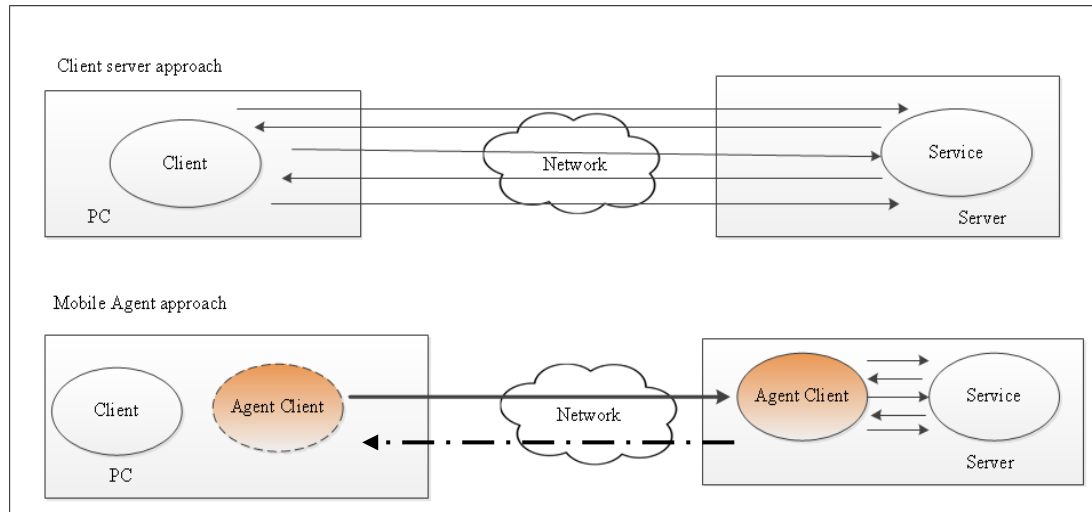 Client server approach
Client
PC
Network
Service
Server
Mobile Agent approach
Client
Agent Client
PC
Network
Agent Client
Service
Server